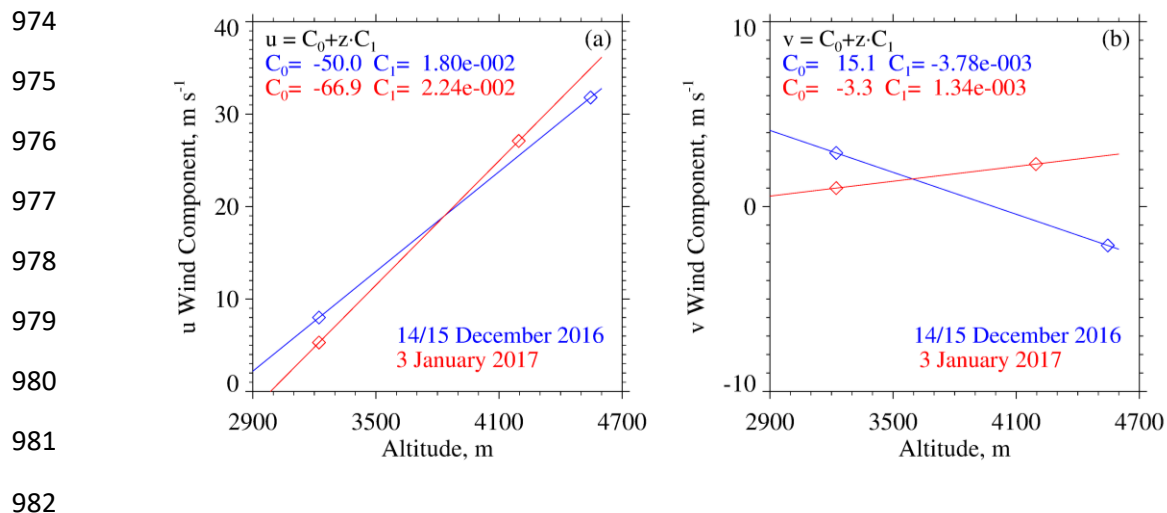 974
975
976
977
978
979
980
981
982
u = C0+z·C1
(a)
C0= -50.0 C1= 1.80e-002
C0= -66.9 C1= 2.24e-002
14/15 December 2016
3 January 2017
40
30
20
10
0
2900 3500 4100 4700
u Wind Component, m s-1
Altitude, m
v = C0+z·C1
(b)
C0= 15.1 C1= -3.78e-003
C0= -3.3 C1= 1.34e-003
14/15 December 2016
3 January 2017
10
0
-10
2900 3500 4100 4700
v Wind Component, m s-1
Altitude, m